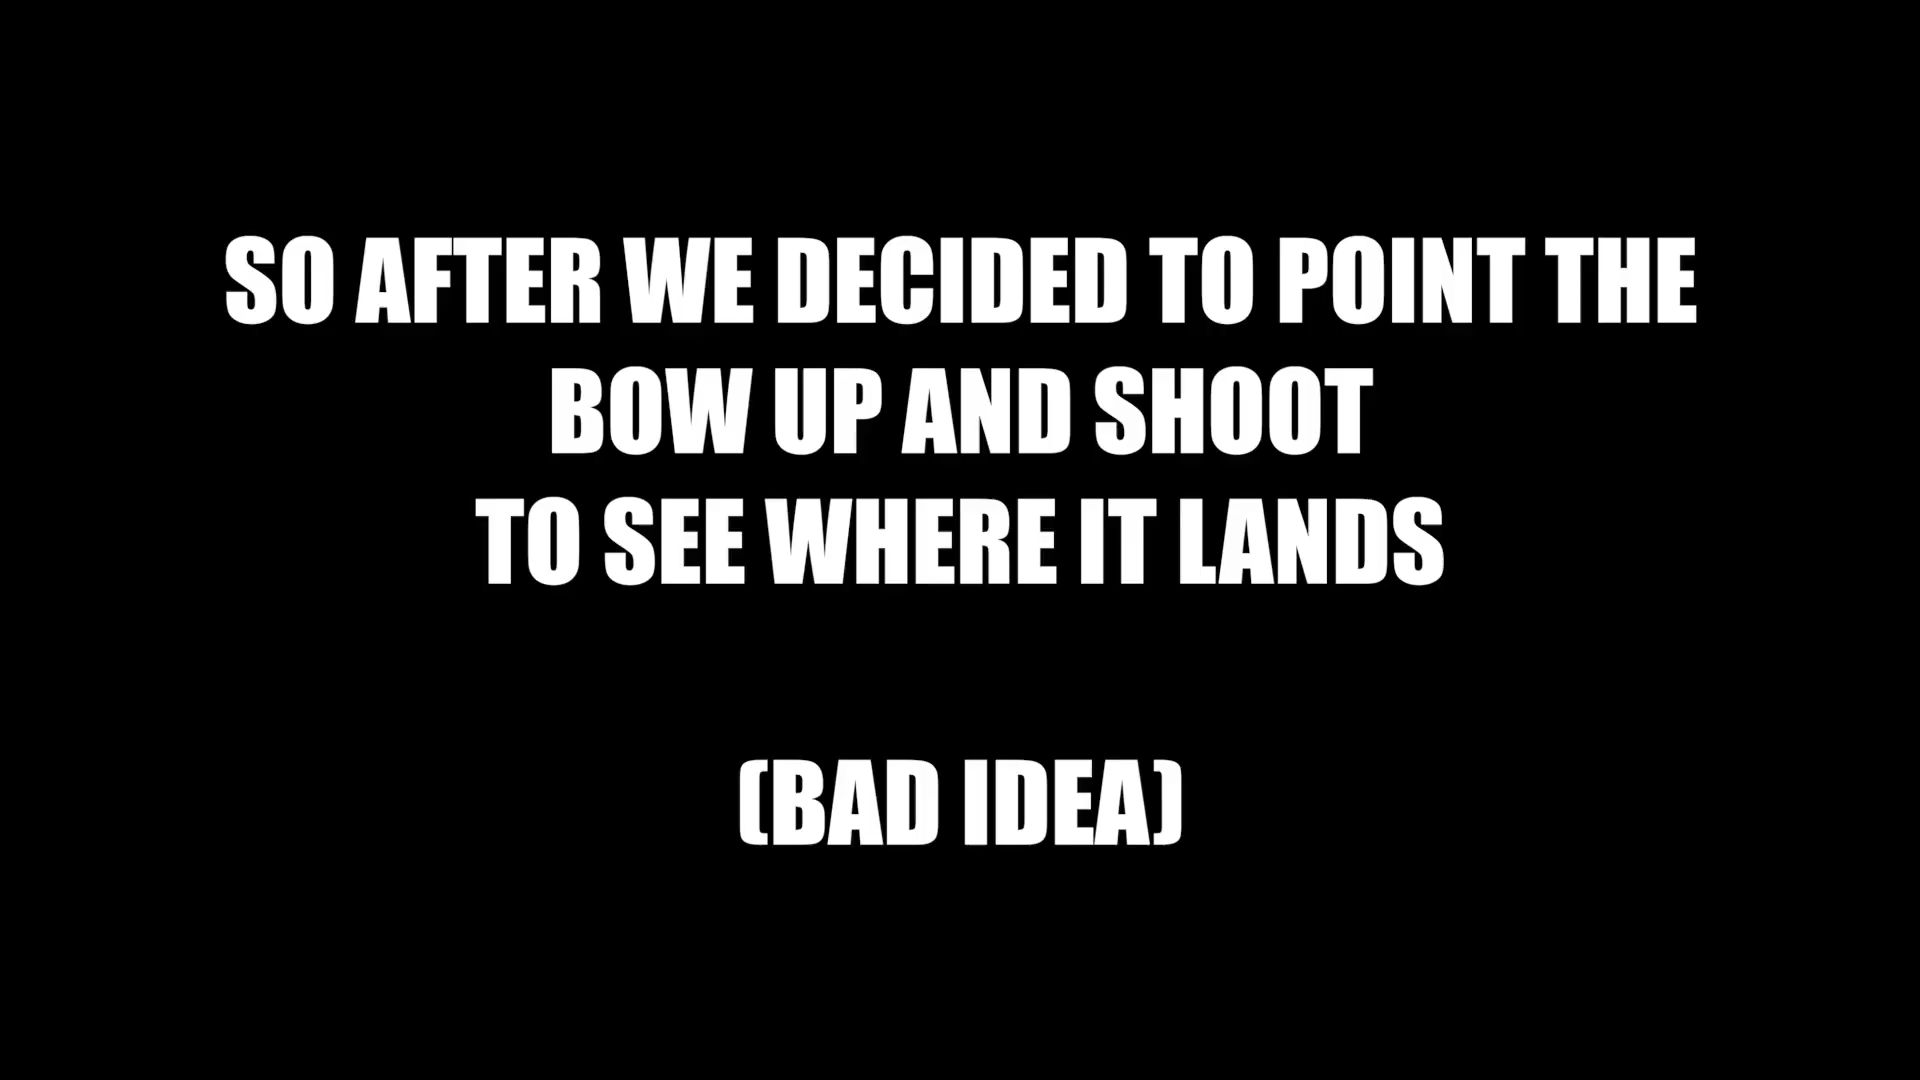 SO AFTER WE DECIDED TO POINT THE
BOW UP AND SHOOT
TO SEE WHERE IT LANDS
(BAD IDEA)